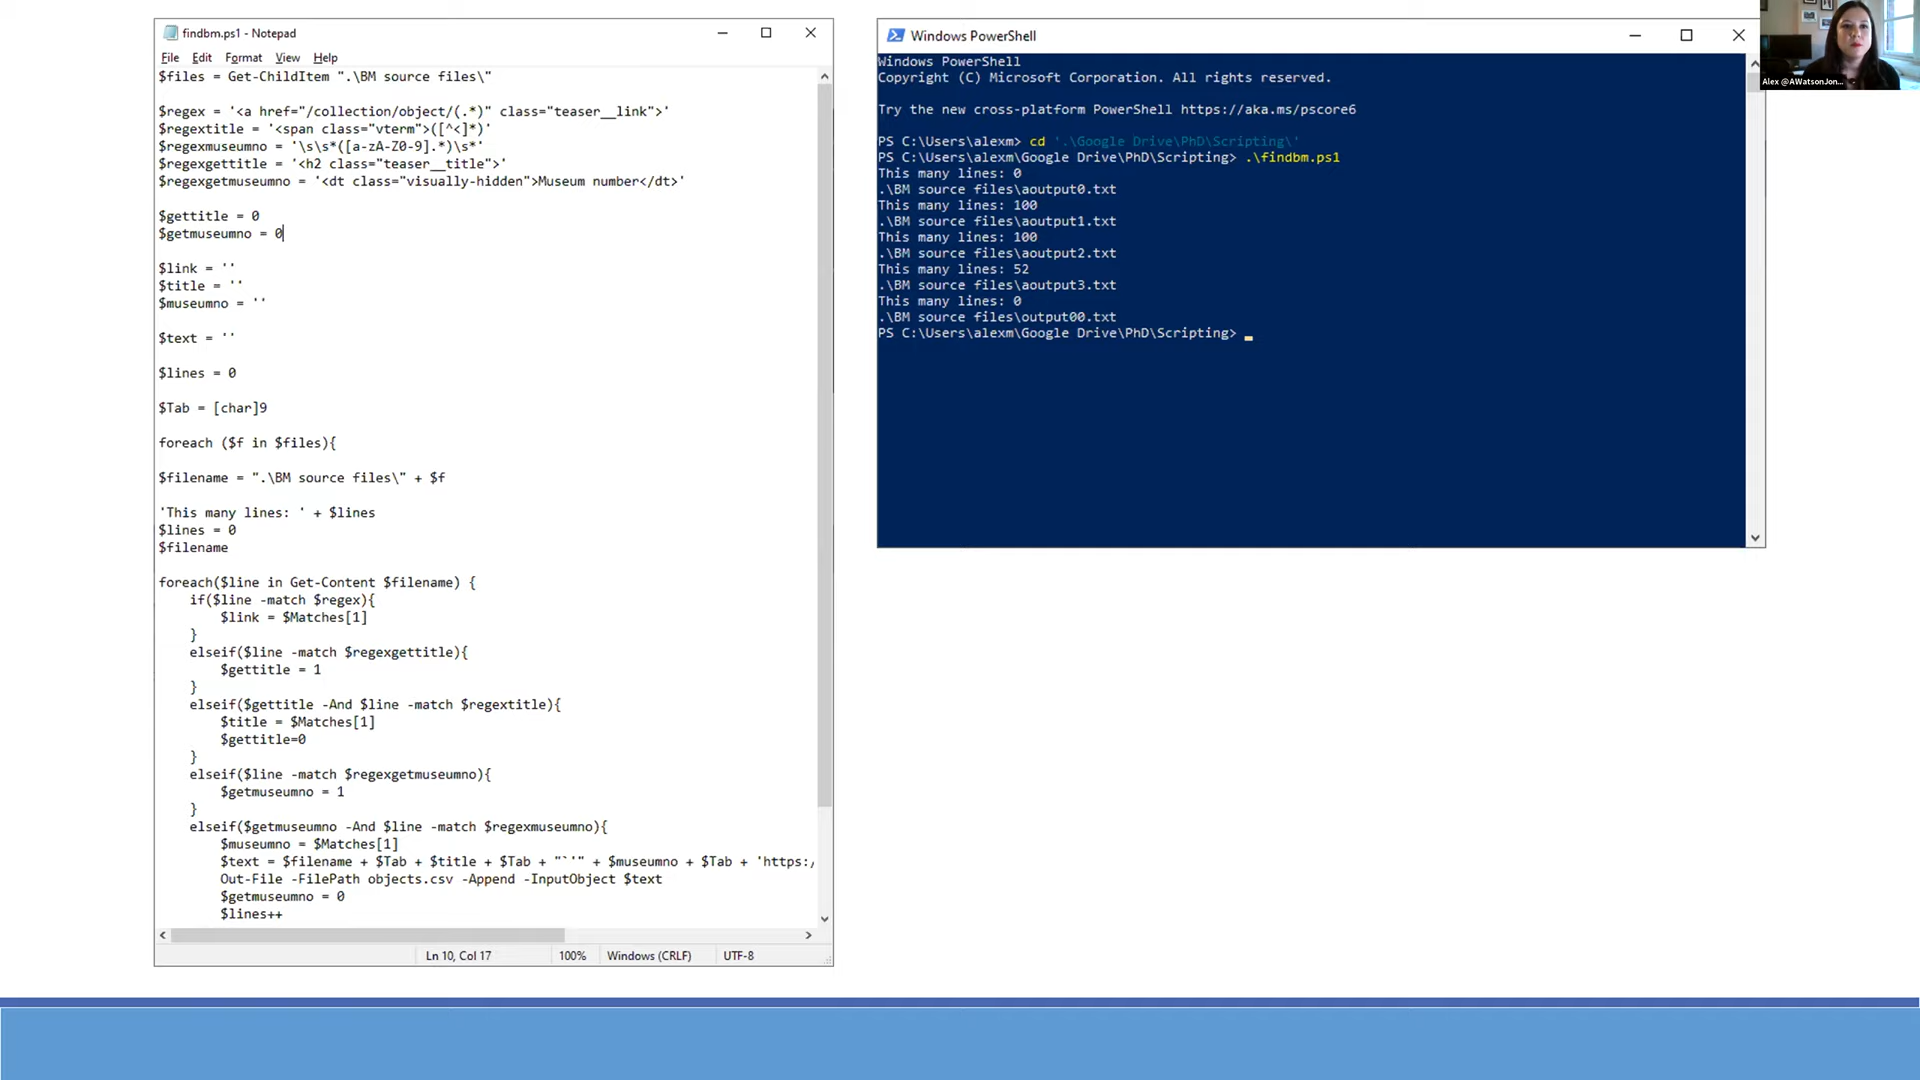 findbm.ps1 - Notepad
File Edit Format View Help
$files = Get-ChildItem ".\BM source files\"
$regex = '<a href="/collection/object/(.*)" class="teaser__link">'
$regextitle = '<span class="vterm">([^<]*)'
$regexmuseumno = '\s\s*([a-zA-Z0-9].*)\s*'
$regexgettitle = '<h2 class="teaser__title">'
$regexgetmuseumno = '<dt class="visually-hidden">Museum number</dt>'
$gettitle = 0
$getmuseumno = 0
$link = ''
$title = ''
$museumno = ''
$text = ''
$lines = 0
$Tab = [char]9
foreach ($f in $files){
$filename = ".\BM source files\" + $f
'This many lines: ' + $lines
$lines = 0
$filename
foreach($line in Get-Content $filename) {
if($line -match $regex){
$link = $Matches[1]
}
elseif($line -match $regexgettitle){
$gettitle = 1
}
elseif($gettitle -And $line -match $regextitle){
$title = $Matches[1]
$gettitle=0
}
elseif($line -match $regexgetmuseumno){
$getmuseumno = 1
}
elseif($getmuseumno -And $line -match $regexmuseumno){
$museumno = $Matches[1]
$text = $filename + $Tab + $title + $Tab + "`'" + $museumno + $Tab + 'https:/
Out-File -FilePath objects.csv -Append -InputObject $text
$getmuseumno = 0
$lines++
Ln 10, Col 17 100% Windows (CRLF) UTF-8
Windows PowerShell
Windows PowerShell
Copyright (C) Microsoft Corporation. All rights reserved.
Try the new cross-platform PowerShell https://aka.ms/pscore6
PS C:\Users\alexm> cd '.\Google Drive\PhD\Scripting\'
PS C:\Users\alexm\Google Drive\PhD\Scripting> .\findbm.ps1
This many lines: 0
.\BM source files\aoutput0.txt
This many lines: 100
.\BM source files\aoutput1.txt
This many lines: 100
.\BM source files\aoutput2.txt
This many lines: 52
.\BM source files\aoutput3.txt
This many lines: 0
.\BM source files\output00.txt
PS C:\Users\alexm\Google Drive\PhD\Scripting>
Alex @AWatsonJon...